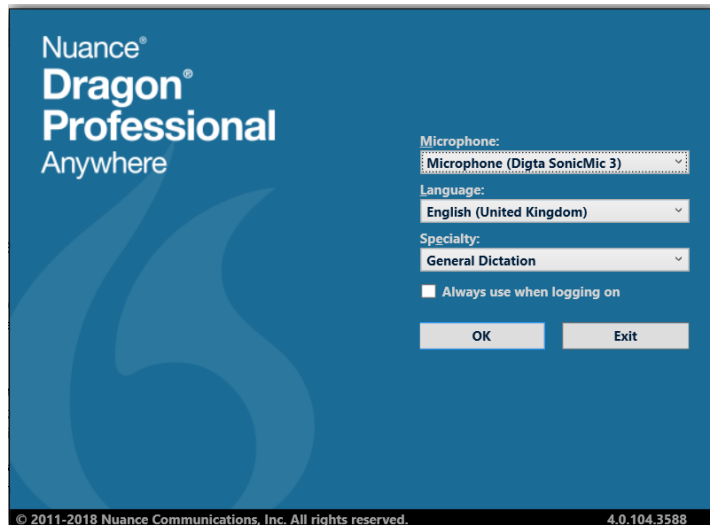 Nuance®
Dragon®
Professional
Anywhere
Microphone:
Microphone (Digta SonicMic 3)
Language:
English (United Kingdom)
Specialty:
General Dictation
Always use when logging on
OK Exit
© 2011-2018 Nuance Communications, Inc. All rights reserved. 4.0.104.3588